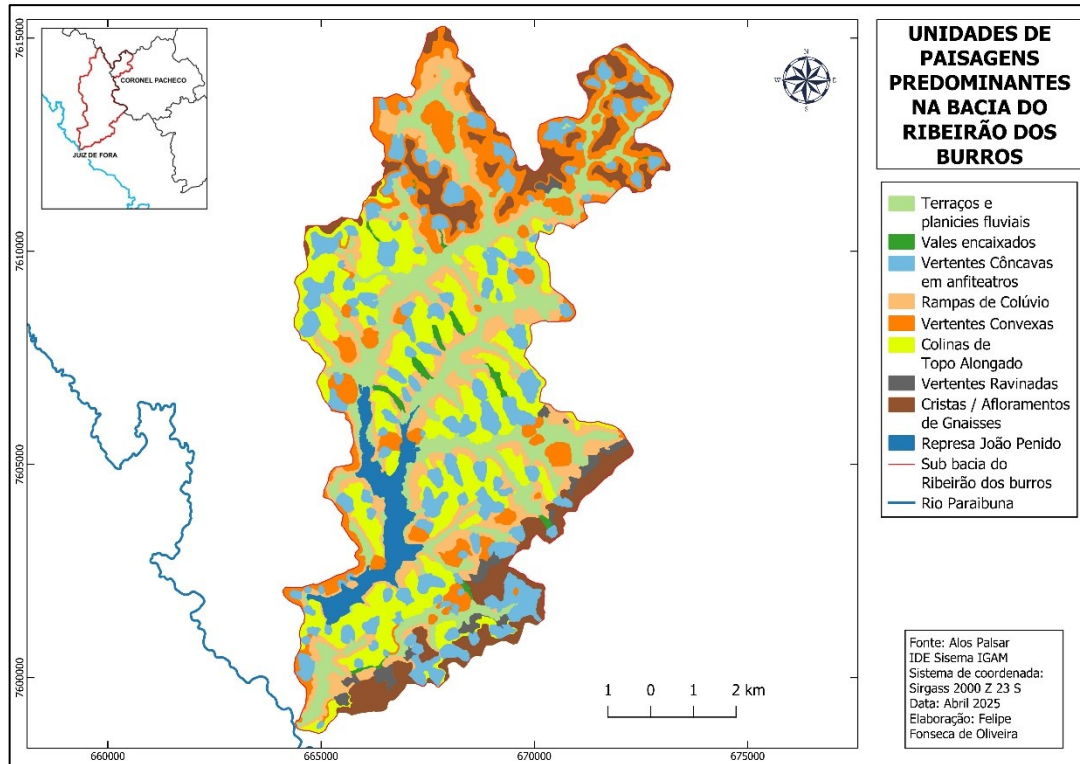 UNIDADES DE
PAISAGENS
PREDOMINANTES
NA BACIA DO
RIBEIRÃO DOS
BURROS
CORONEL PACHECO
JUIZ DE FORA
N
W
E
S
7615000
7610000
7605000
7600000
660000
665000
670000
675000
1 0 1 2 km
Terraços e
planicies fluviais
Vales encaixados
Vertentes Côncavas
em anfiteatros
Rampas de Colúvio
Vertentes Convexas
Colinas de
Topo Alongado
Vertentes Ravinadas
Cristas / Afloramentos
de Gnaisses
Represa João Penido
Sub bacia do
Ribeirão dos burros
Rio Paraibuna
Fonte: Alos Palsar
IDE Sisema IGAM
Sistema de coordenada:
Sirgass 2000 Z 23 S
Data: Abril 2025
Elaboração: Felipe
Fonseca de Oliveira